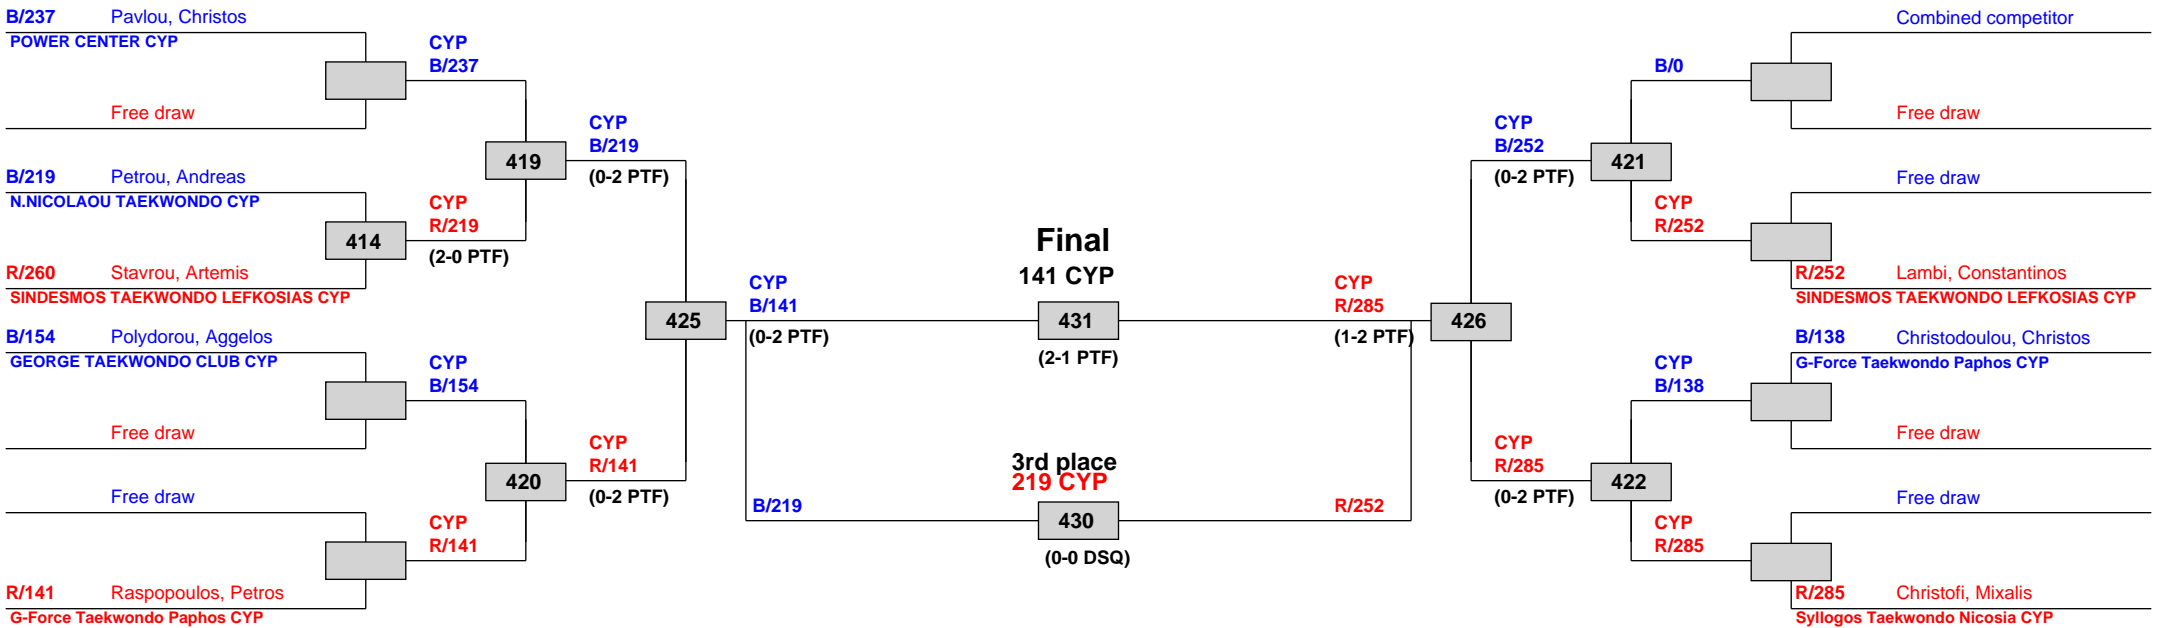 B/237 Pavlou, Christos
POWER CENTER CYP
Free draw
B/219 Petrou, Andreas
N.NICOLAOU TAEKWONDO CYP
R/260 Stavrou, Artemis
SINDESMOS TAEKWONDO LEFKOSIAS CYP
B/154 Polydorou, Aggelos
GEORGE TAEKWONDO CLUB CYP
Free draw
Free draw
R/141 Raspopoulos, Petros
G-Force Taekwondo Paphos CYP
CYP
B/237
414
CYP
R/219
(2-0 PTF)
CYP
B/154
CYP
R/141
419
CYP
B/219
(0-2 PTF)
420
CYP
R/141
(0-2 PTF)
425
CYP
B/141
(0-2 PTF)
B/219
Final
141 CYP
431
(2-1 PTF)
3rd place
219 CYP
430
(0-0 DSQ)
CYP
R/285
(1-2 PTF)
R/252
426
CYP
B/252
(0-2 PTF)
421
CYP
R/285
(0-2 PTF)
422
B/0
CYP
R/252
CYP
B/138
CYP
R/285
Combined competitor
Free draw
Free draw
R/252 Lambi, Constantinos
SINDESMOS TAEKWONDO LEFKOSIAS CYP
B/138 Christodoulou, Christos
G-Force Taekwondo Paphos CYP
Free draw
Free draw
R/285 Christofi, Mixalis
Syllogos Taekwondo Nicosia CYP